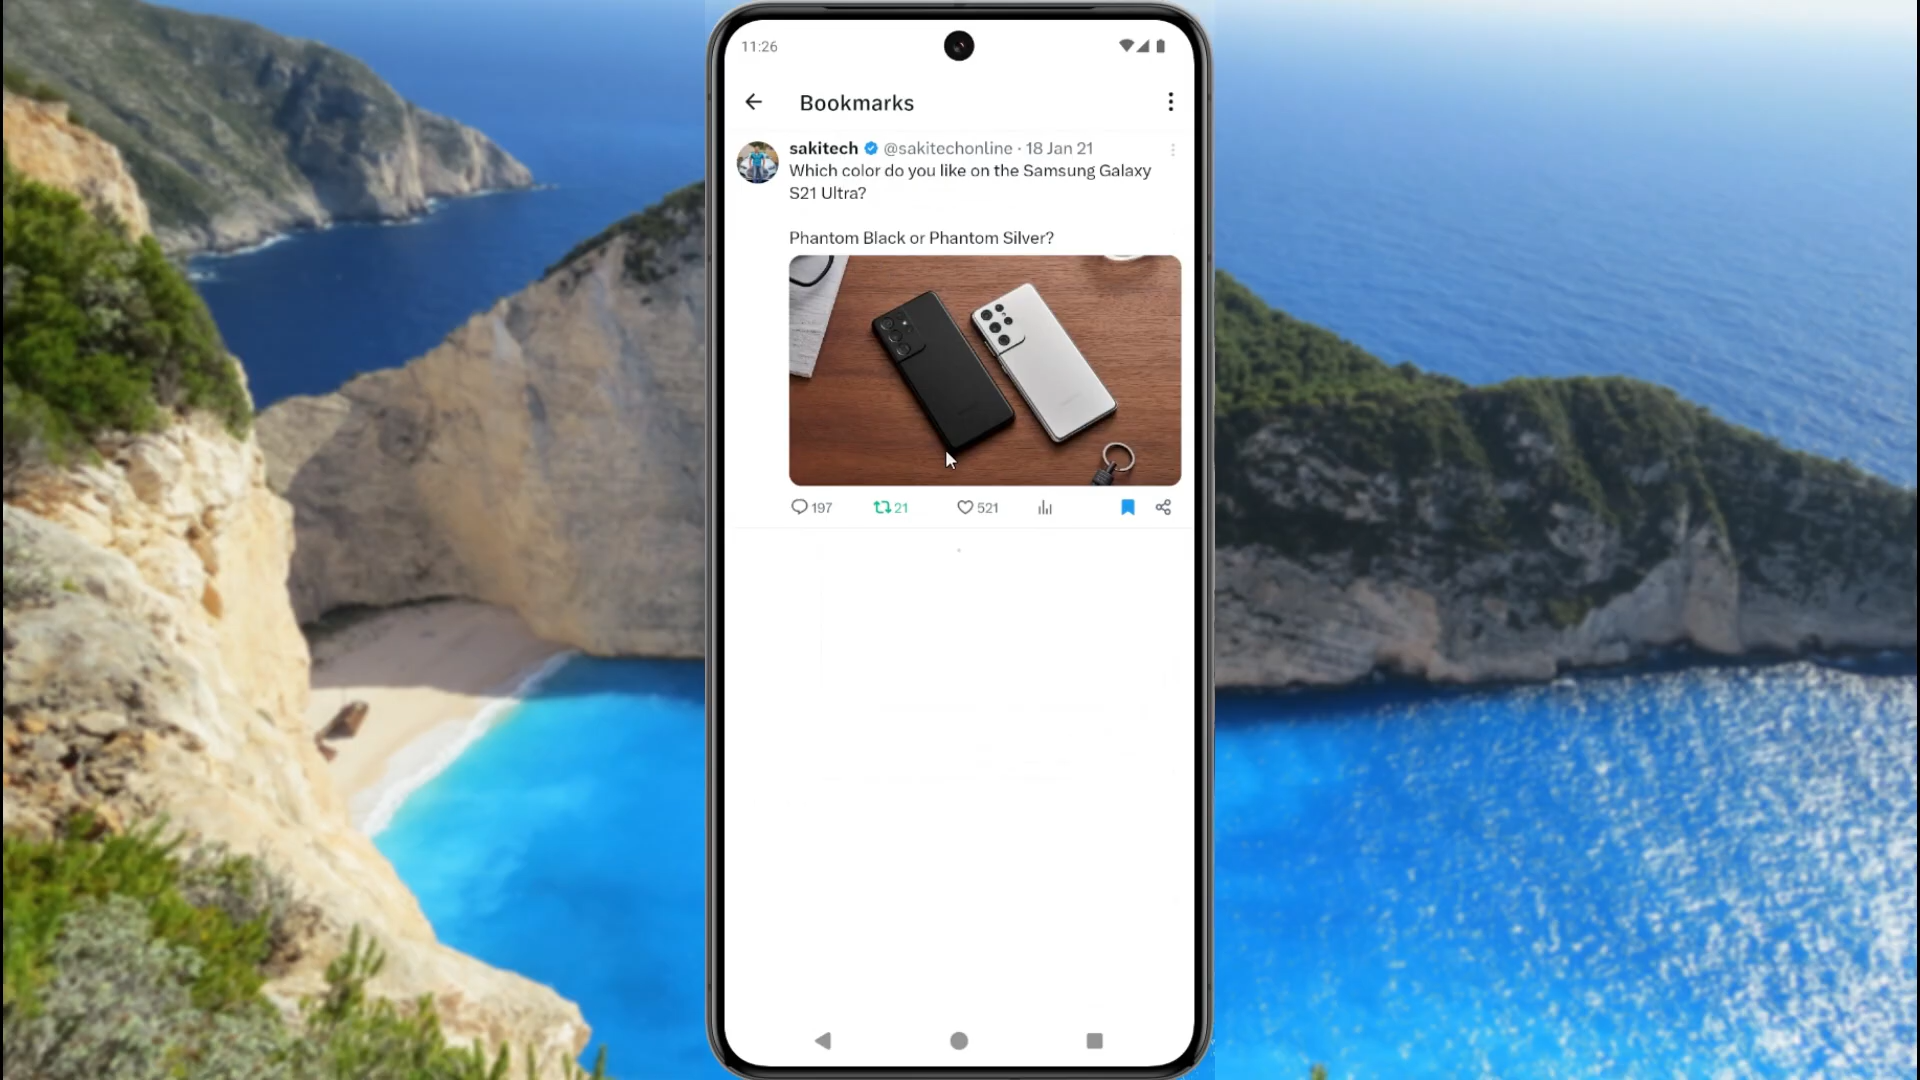 11:26
Bookmarks
sakitech @sakitechonline · 18 Jan 21
Which color do you like on the Samsung Galaxy
S21 Ultra?
Phantom Black or Phantom Silver?
197 21 521